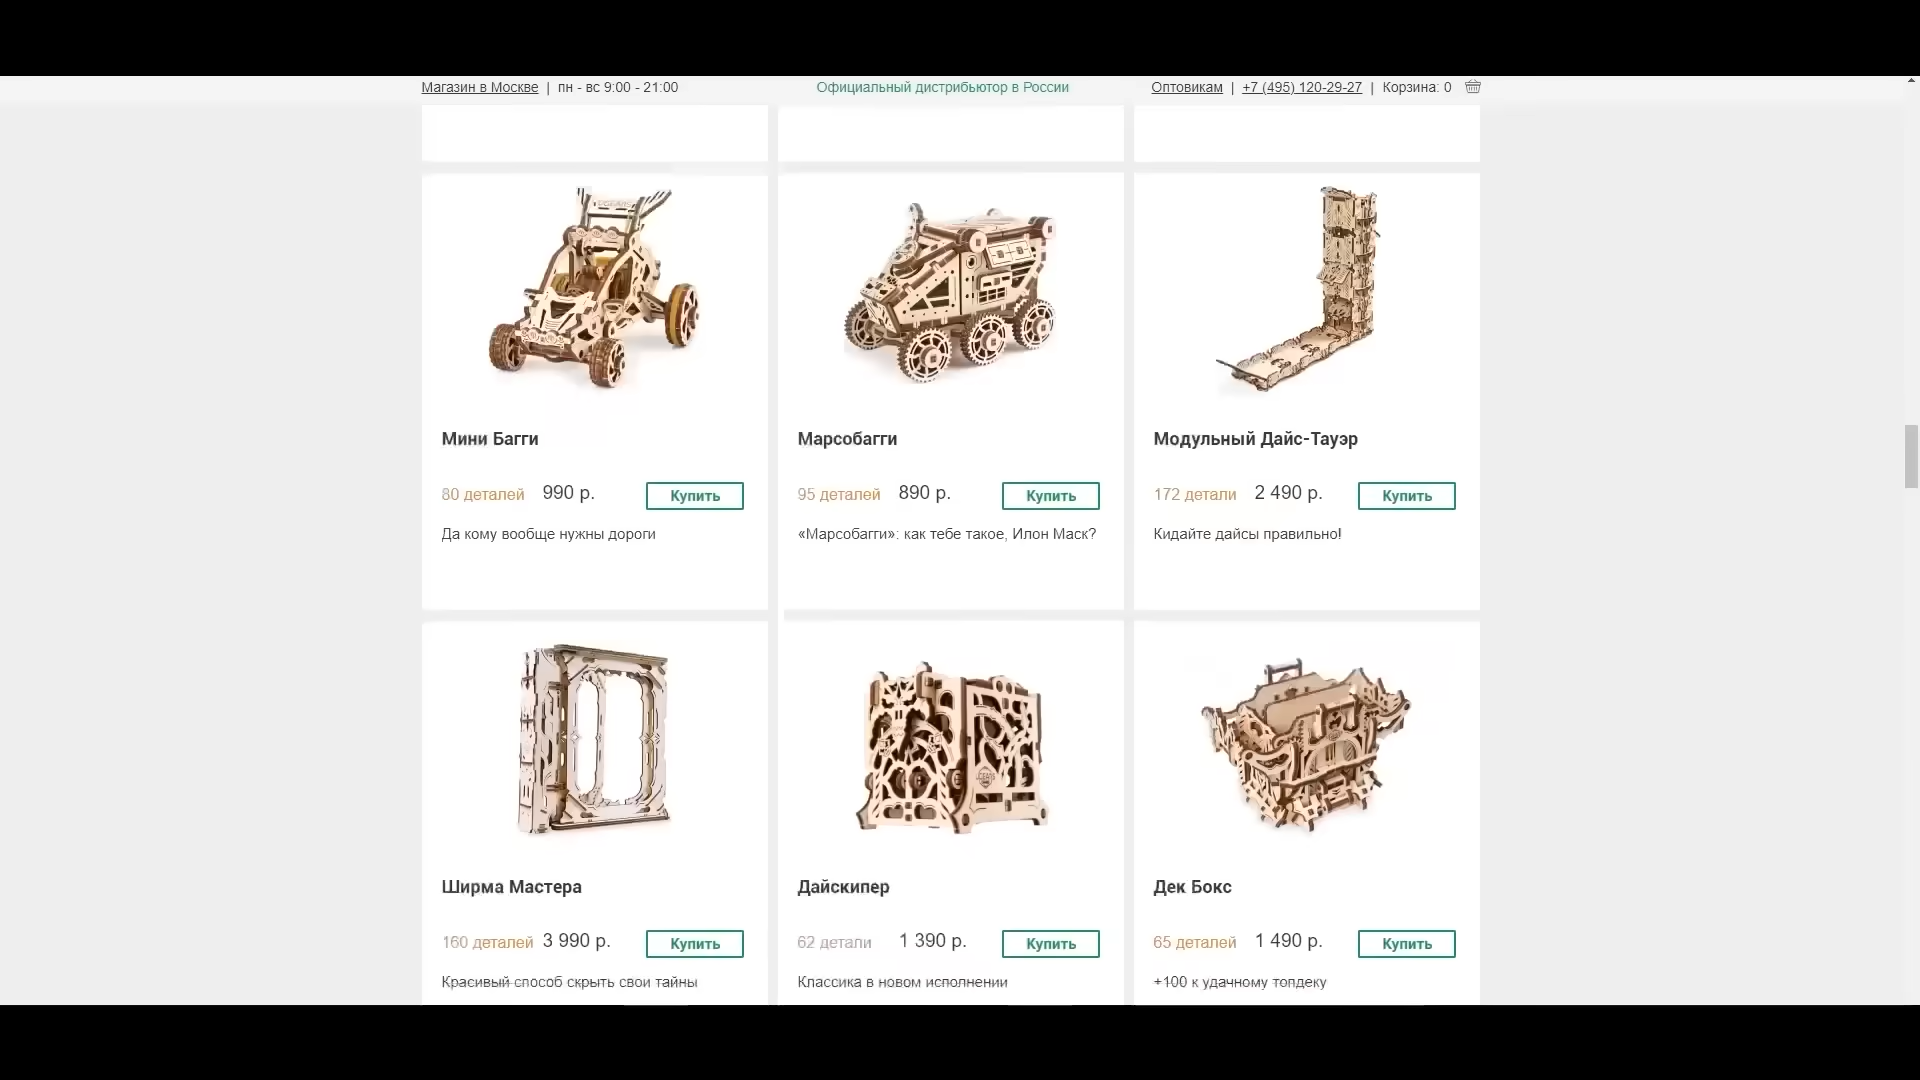 Магазин в Москве | пн - вс 9:00 - 21:00
Официальный дистрибьютор в России
Оптовикам | +7 (495) 120-29-27 | Корзина: 0
UGEARS
Мини Багги
80 деталей 990 р. Купить
Да кому вообще нужны дороги
Марсобагги
95 деталей 890 р. Купить
«Марсобагги»: как тебе такое, Илон Маск?
Модульный Дайс-Тауэр
172 детали 2 490 р. Купить
Кидайте дайсы правильно!
UGEARS
Ширма Мастера
160 деталей 3 990 р. Купить
Красивый способ скрыть свои тайны
Дайскипер
62 детали 1 390 р. Купить
Классика в новом исполнении
Дек Бокс
65 деталей 1 490 р. Купить
+100 к удачному топдеку